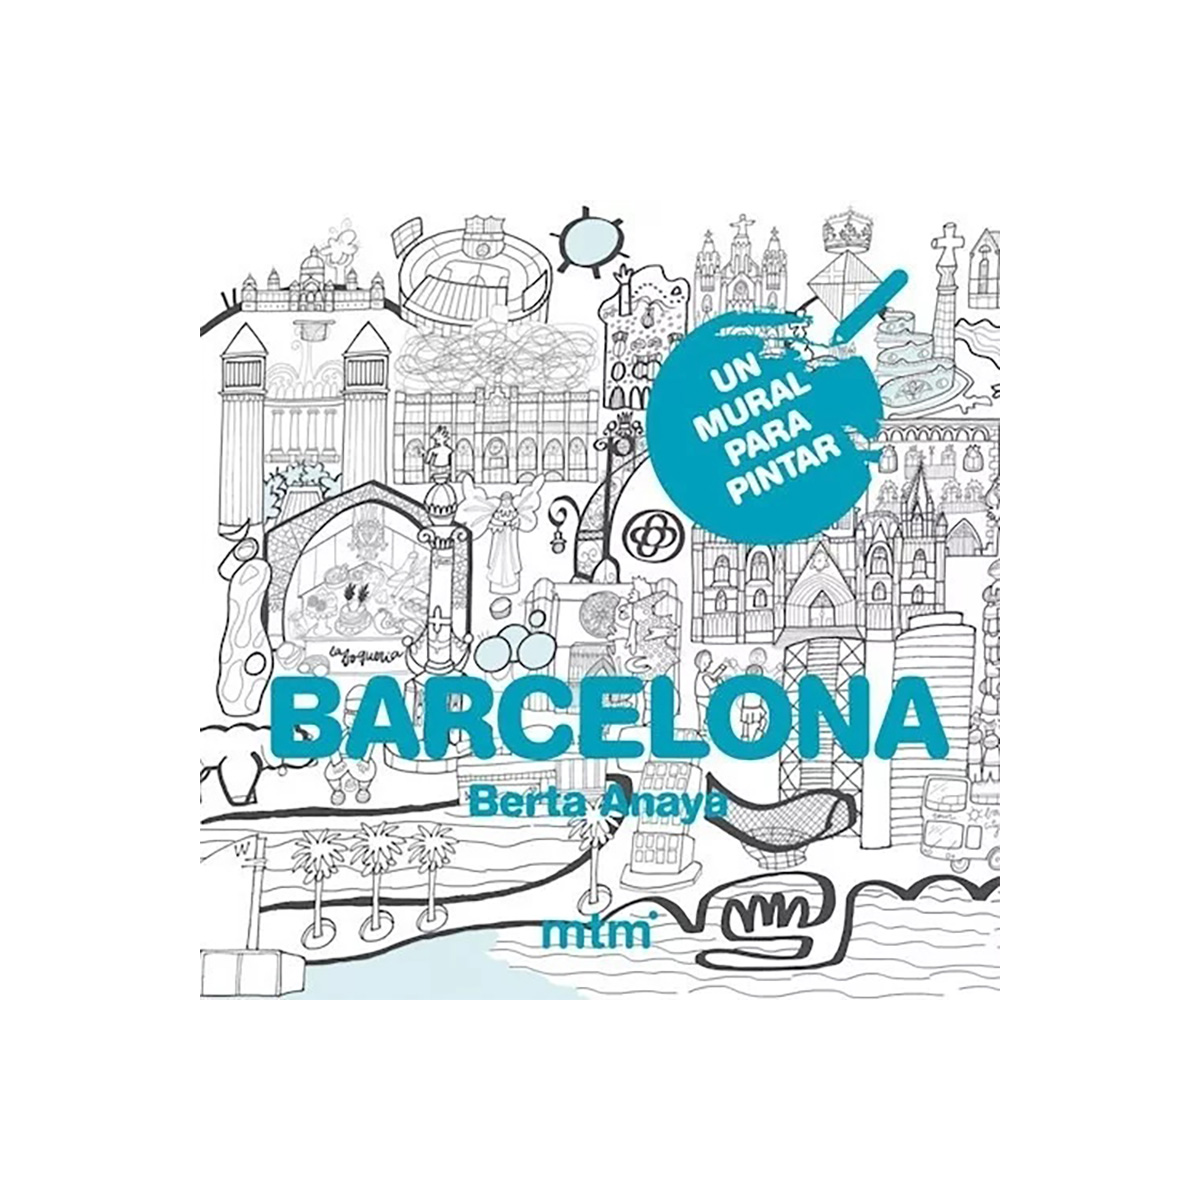 UN
MURAL
PARA
PINTAR
la Boqueria
BARCELONA
Berta Anaya
mtm